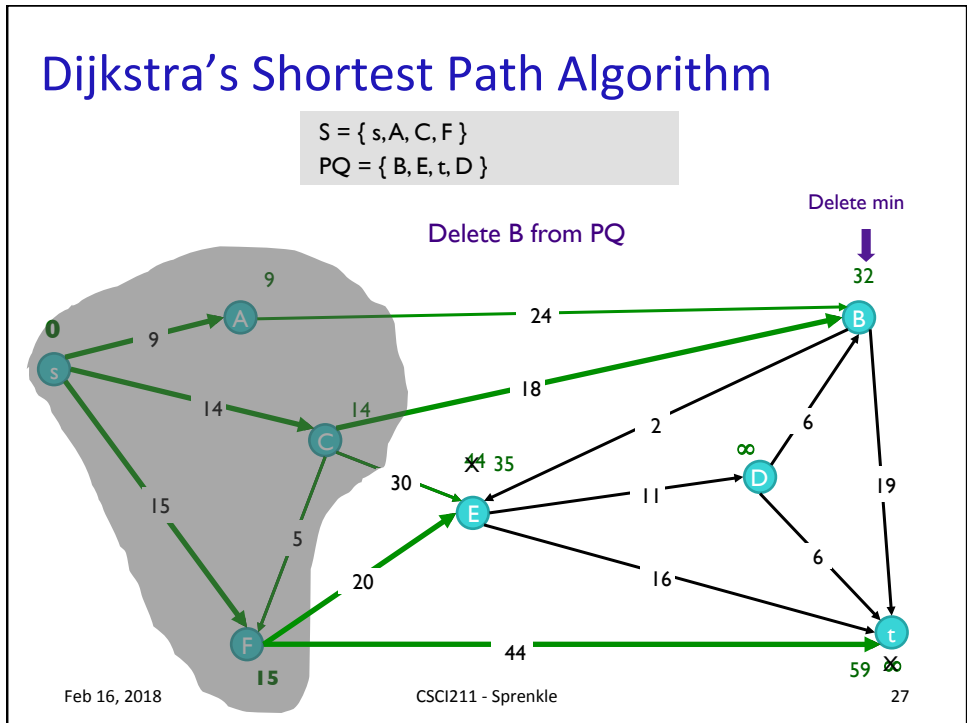 Dijkstra's Shortest Path Algorithm
S = { s, A, C, F }
PQ = { B, E, t, D }
Delete min
Delete B from PQ
32
9
0
A
24
B
9
s
18
14
14
C
2
6
∞
44 35
D
30
11
19
15
E
5
6
20
16
F
t
44
15
59 ∞
Feb 16, 2018
CSCI211 - Sprenkle
27